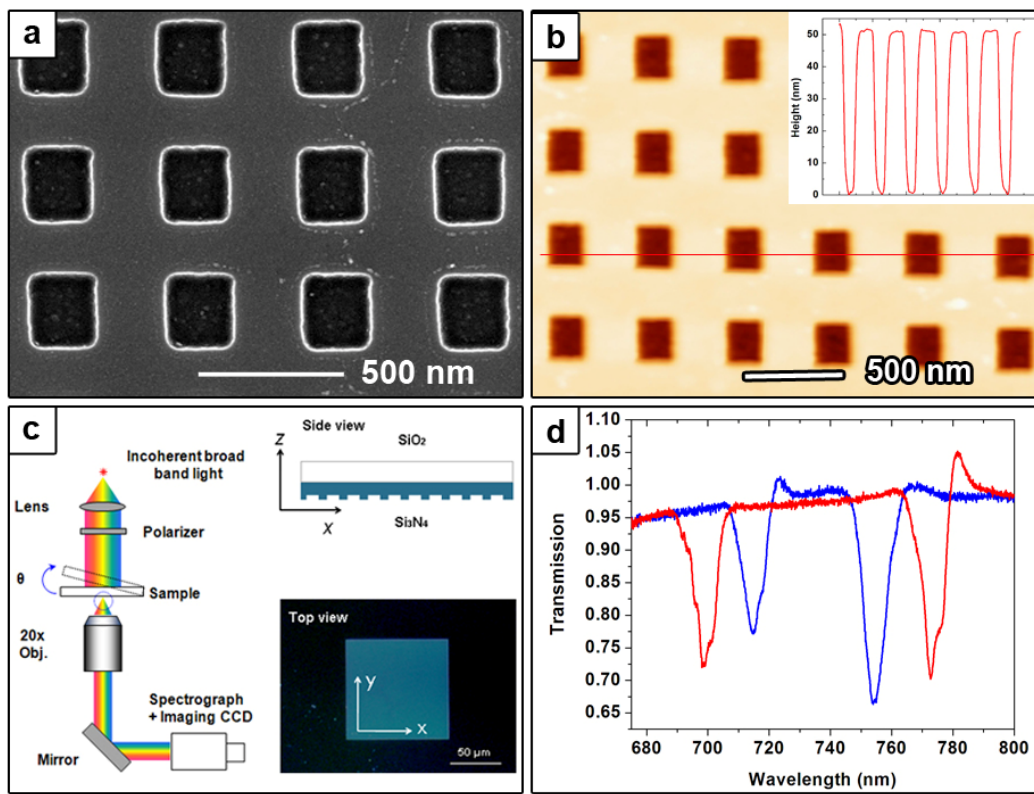 a
500 nm
b
Height (nm)
50
40
30
20
10
0
500 nm
c
Incoherent broad
band light
Lens
Polarizer
θ
Sample
20x
Obj.
Mirror
Spectrograph
+ Imaging CCD
Side view
Z
SiO₂
X
Si₃N₄
Top view
y
x
50 µm
d
Transmission
1.10
1.05
1.00
0.95
0.90
0.85
0.80
0.75
0.70
0.65
680 700 720 740 760 780 800
Wavelength (nm)